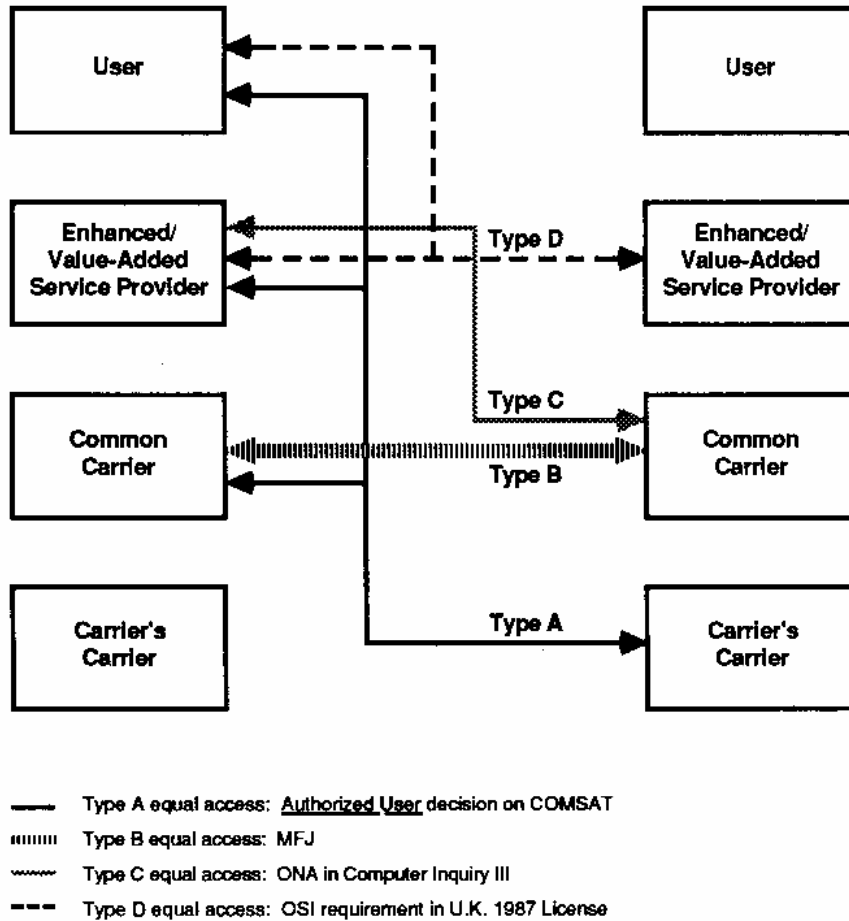 User
User
Enhanced/
Value-Added
Service Provider
Type D
Enhanced/
Value-Added
Service Provider
Type C
Common
Carrier
Type B
Common
Carrier
Carrier's
Carrier
Type A
Carrier's
Carrier
Type A equal access: Authorized User decision on COMSAT
Type B equal access: MFJ
Type C equal access: ONA in Computer Inquiry III
Type D equal access: OSI requirement in U.K. 1987 License